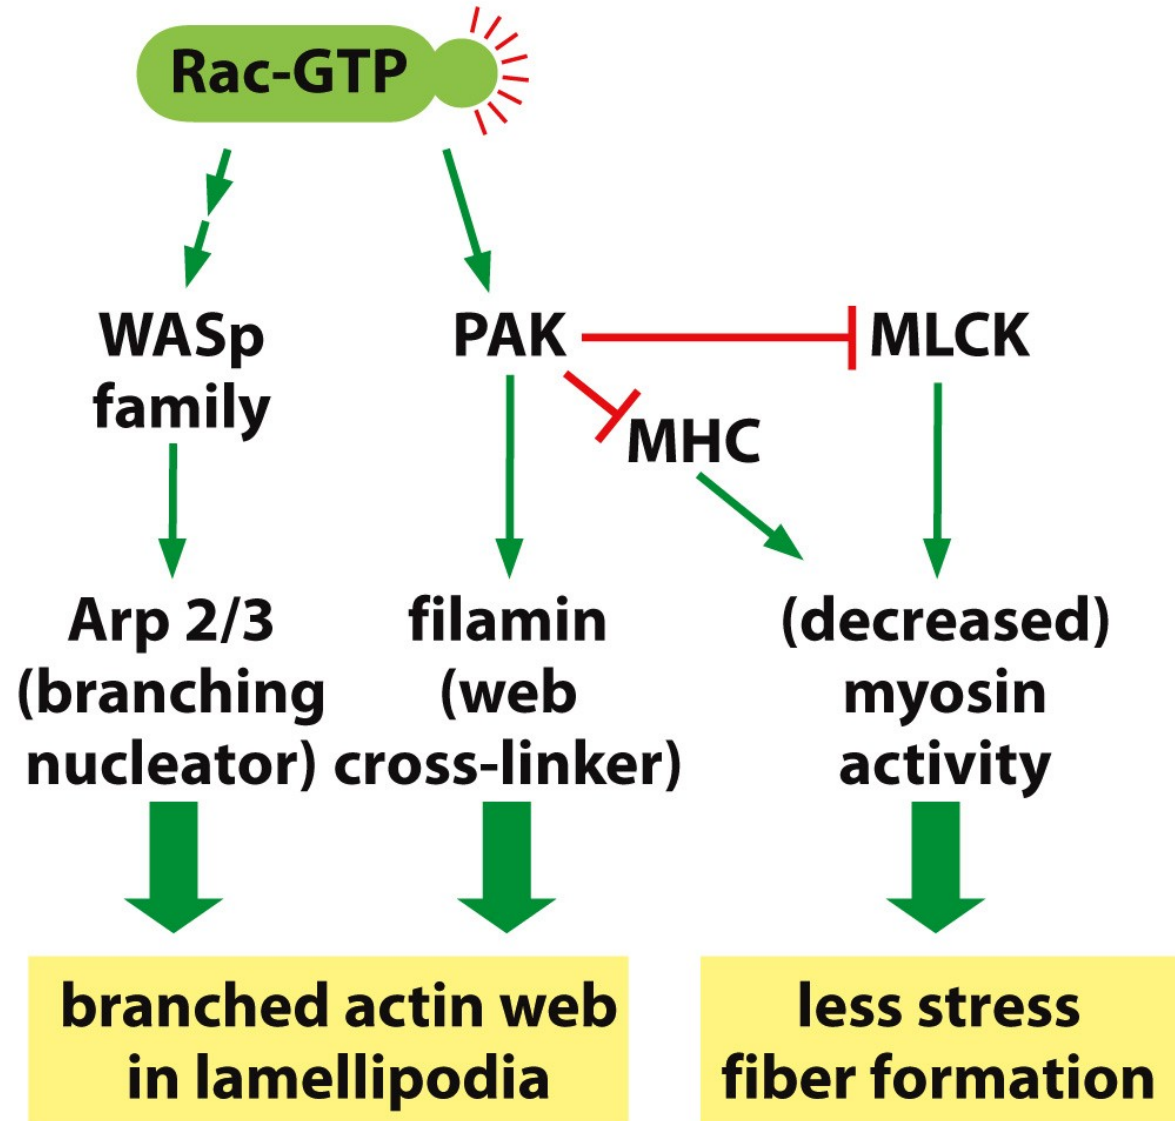 Rac-GTP
WASp
family
PAK
MLCK
MHC
Arp 2/3
(branching
nucleator)
filamin
(web
cross-linker)
(decreased)
myosin
activity
branched actin web
in lamellipodia
less stress
fiber formation